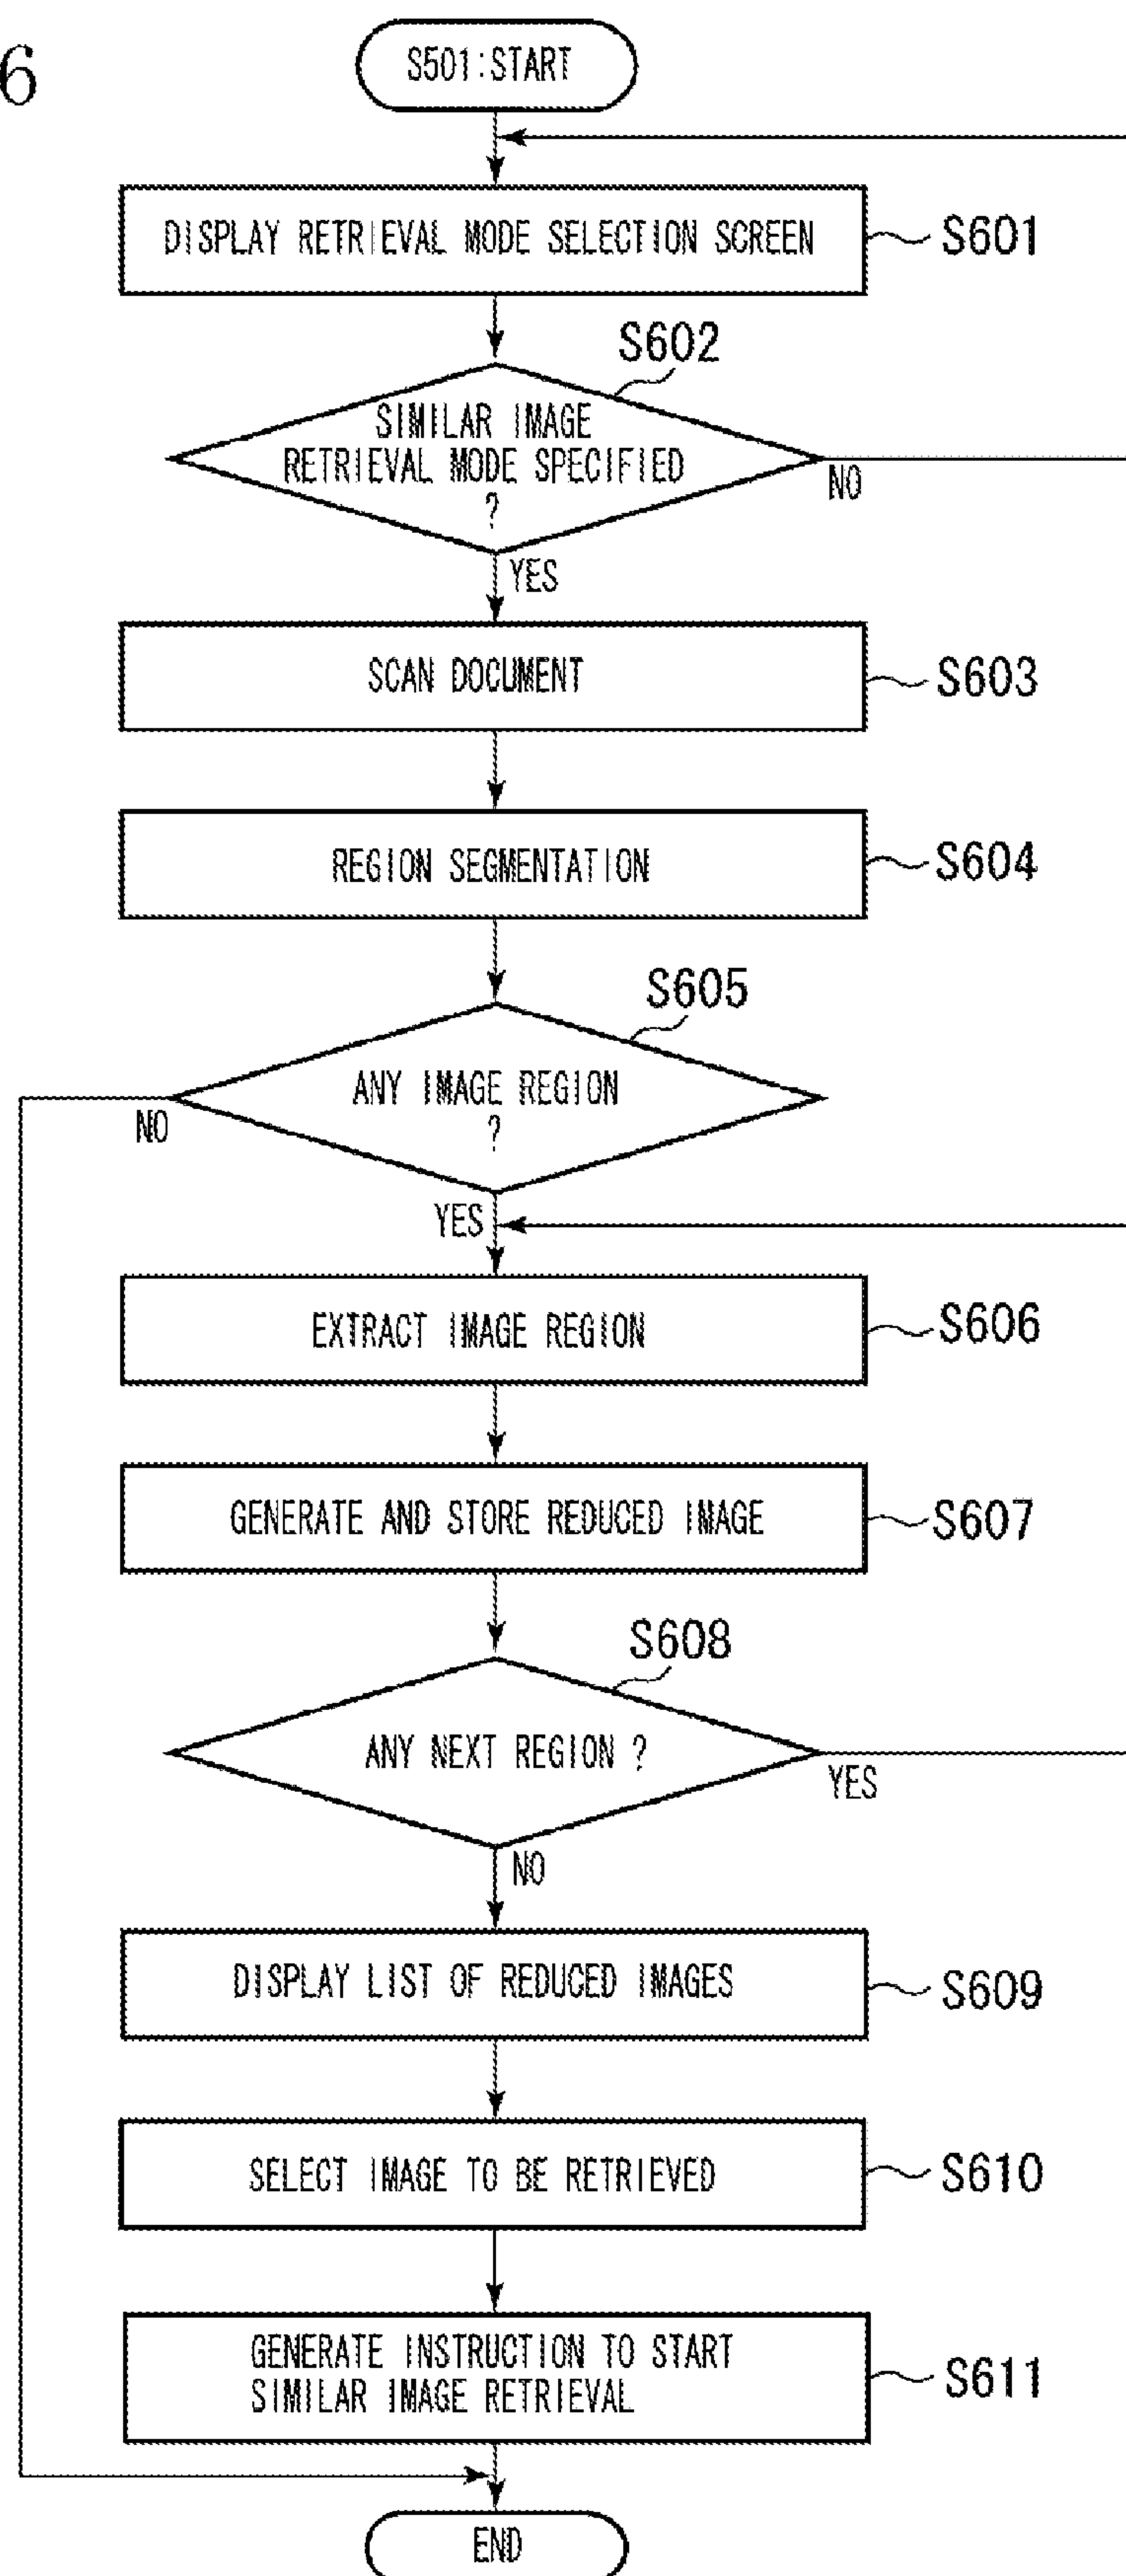 6
S501:START
DISPLAY RETRIEVAL MODE SELECTION SCREEN
S601
S602
SIMILAR IMAGE
RETRIEVAL MODE SPECIFIED
?
NO
YES
SCAN DOCUMENT
S603
REGION SEGMENTATION
S604
S605
ANY IMAGE REGION
?
NO
YES
EXTRACT IMAGE REGION
S606
GENERATE AND STORE REDUCED IMAGE
S607
S608
ANY NEXT REGION ?
YES
NO
DISPLAY LIST OF REDUCED IMAGES
S609
SELECT IMAGE TO BE RETRIEVED
S610
GENERATE INSTRUCTION TO START
SIMILAR IMAGE RETRIEVAL
S611
END